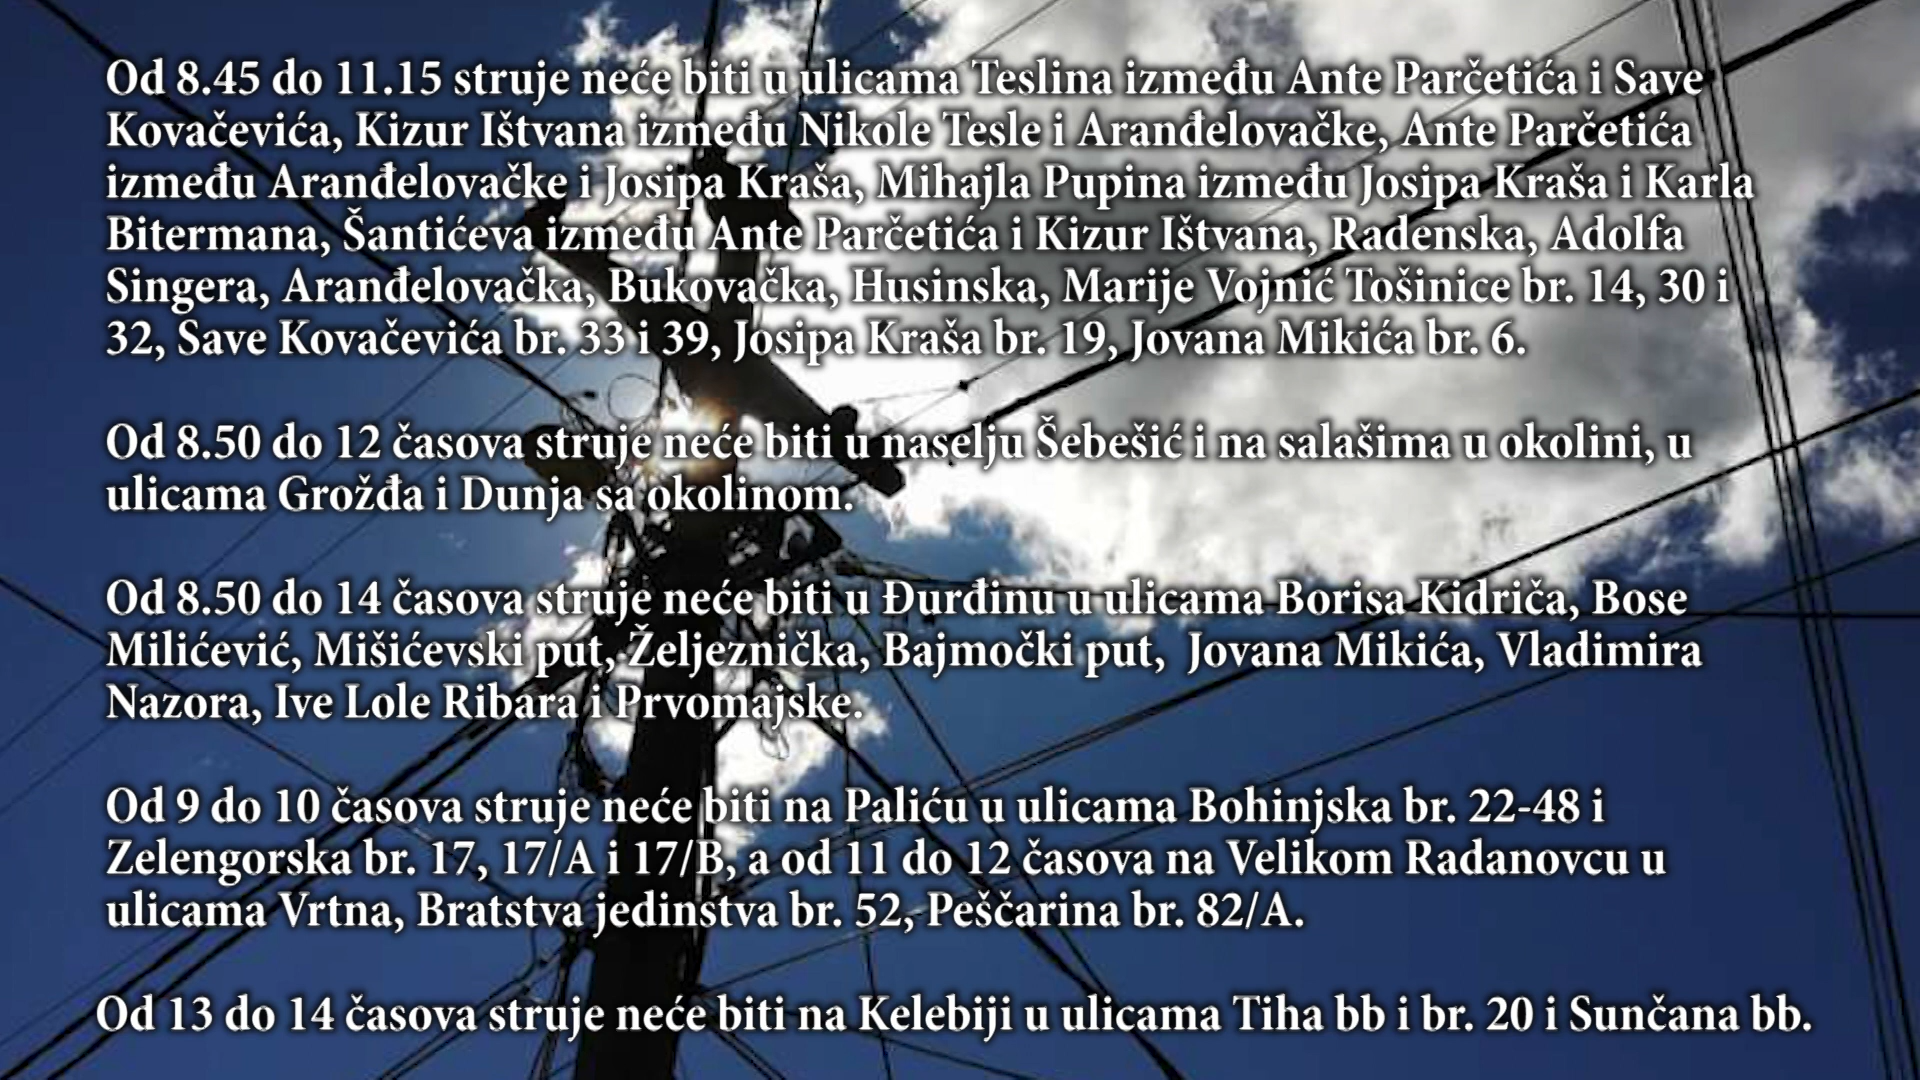 Od 8.45 do 11.15 struje neće biti u ulicama Teslina između Ante Parčetića i Save
Kovačevića, Kizur Ištvana između Nikole Tesle i Aranđelovačke, Ante Parčetića
između Aranđelovačke i Josipa Kraša, Mihajla Pupina između Josipa Kraša i Karla
Bitermana, Šantićeva između Ante Parčetića i Kizur Ištvana, Radenska, Adolfa
Singera, Aranđelovačka, Bukovačka, Husinska, Marije Vojnić Tošinice br. 14, 30 i
32, Save Kovačevića br. 33 i 39, Josipa Kraša br. 19, Jovana Mikića br. 6.
Od 8.50 do 12 časova struje neće biti u naselju Šebešić i na salašima u okolini, u
ulicama Grožđa i Dunja sa okolinom.
Od 8.50 do 14 časova struje neće biti u Đurđinu u ulicama Borisa Kidriča, Bose
Milićević, Mišićevski put, Željeznička, Bajmočki put, Jovana Mikića, Vladimira
Nazora, Ive Lole Ribara i Prvomajske.
Od 9 do 10 časova struje neće biti na Paliću u ulicama Bohinjska br. 22-48 i
Zelengorska br. 17, 17/A i 17/B, a od 11 do 12 časova na Velikom Radanovcu u
ulicama Vrtna, Bratstva jedinstva br. 52, Peščarina br. 82/A.
Od 13 do 14 časova struje neće biti na Kelebiji u ulicama Tiha bb i br. 20 i Sunčana bb.